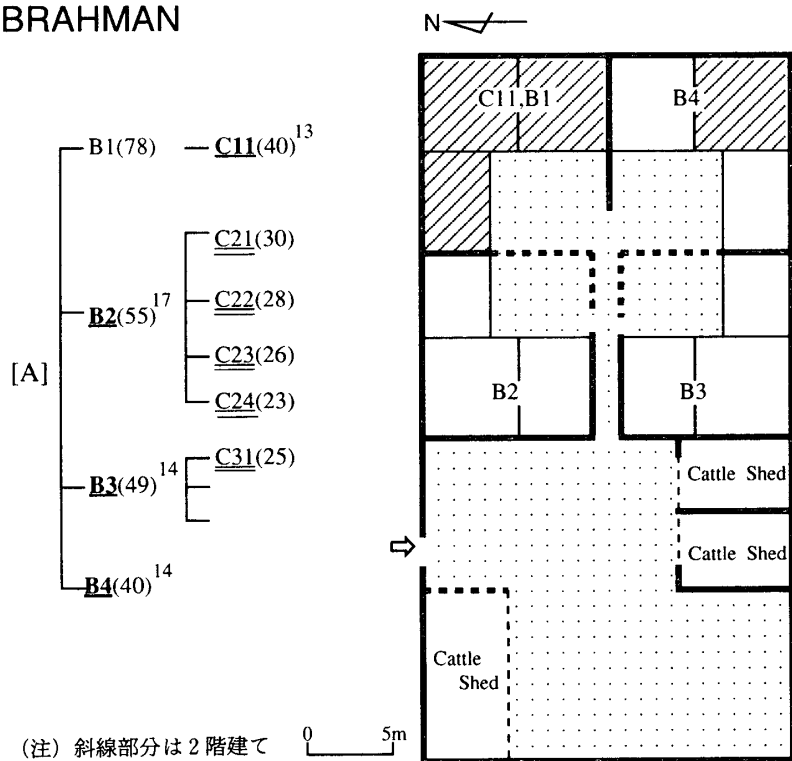 BRAHMAN
N
B1(78)
C11(40)13
C21(30)
C22(28)
B2(55)17
C23(26)
[A]
C24(23)
C31(25)
B3(49)14
B4(40)14
C11,B1
B4
B2
B3
Cattle Shed
Cattle Shed
Cattle
Shed
(注) 斜線部分は2階建て
0
5m